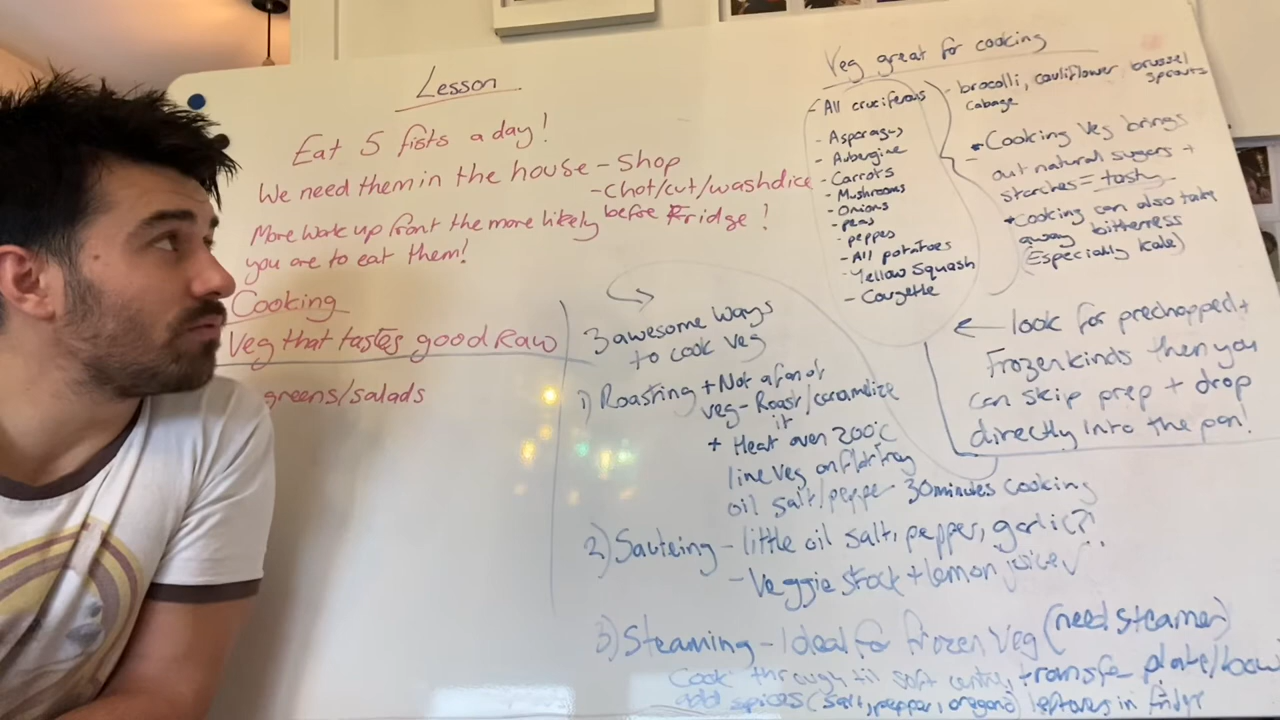 Lesson
Eat 5 fists a day!
We need them in the house - Shop
- Chot/cut/washdice
before Fridge!
More work up front the more likely
you are to eat them!
Cooking
Veg that tastes good Raw
greens/salads
Veg great for cooking
- All cruciferous
- Asparagus
- Aubergine
- Carrots
- Mushrooms
- Onions
- peas
- peppes
- All potatoes
- Yellow Squash
- Courgette
- brocolli, cauliflower brussel
sprouts
cabage
Cooking Veg brings
out natural sugars +
starches = tasty
Cooking can also take
away bitterness
(Especially kale)
← look for prechopped +
Frozen kinds then you
can skip prep + drop
directly into the pan!
3 awesome ways
to cook veg
1) Roasting + Not a fan of
veg - Roast/caramelize
it
+ Heat oven 200°c
line veg on flat tray
oil salt/pepper 30 minutes cooking
2) Sauteing - little oil salt, pepper, garlic?
- Veggie stock + lemon juice ✓
3) Steaming - Ideal for frozen Veg (need steamer)
Cook through til soft transfer plate/bowl
add spices (salt, pepper, oregano) leftovers in fridge